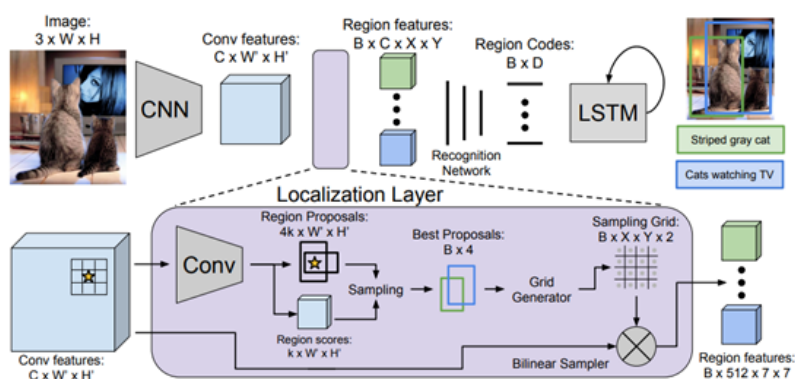 Image:
3 x W x H
CNN
Conv features:
C x W' x H'
Region features:
B x C x X x Y
Recognition
Network
Region Codes:
B x D
LSTM
Striped gray cat
Cats watching TV
Localization Layer
Conv features:
C x W' x H'
Conv
Region Proposals:
4k x W' x H'
Region scores:
k x W' x H'
Sampling
Best Proposals:
B x 4
Grid
Generator
Sampling Grid:
B x X x Y x 2
Bilinear Sampler
Region features:
B x 512 x 7 x 7